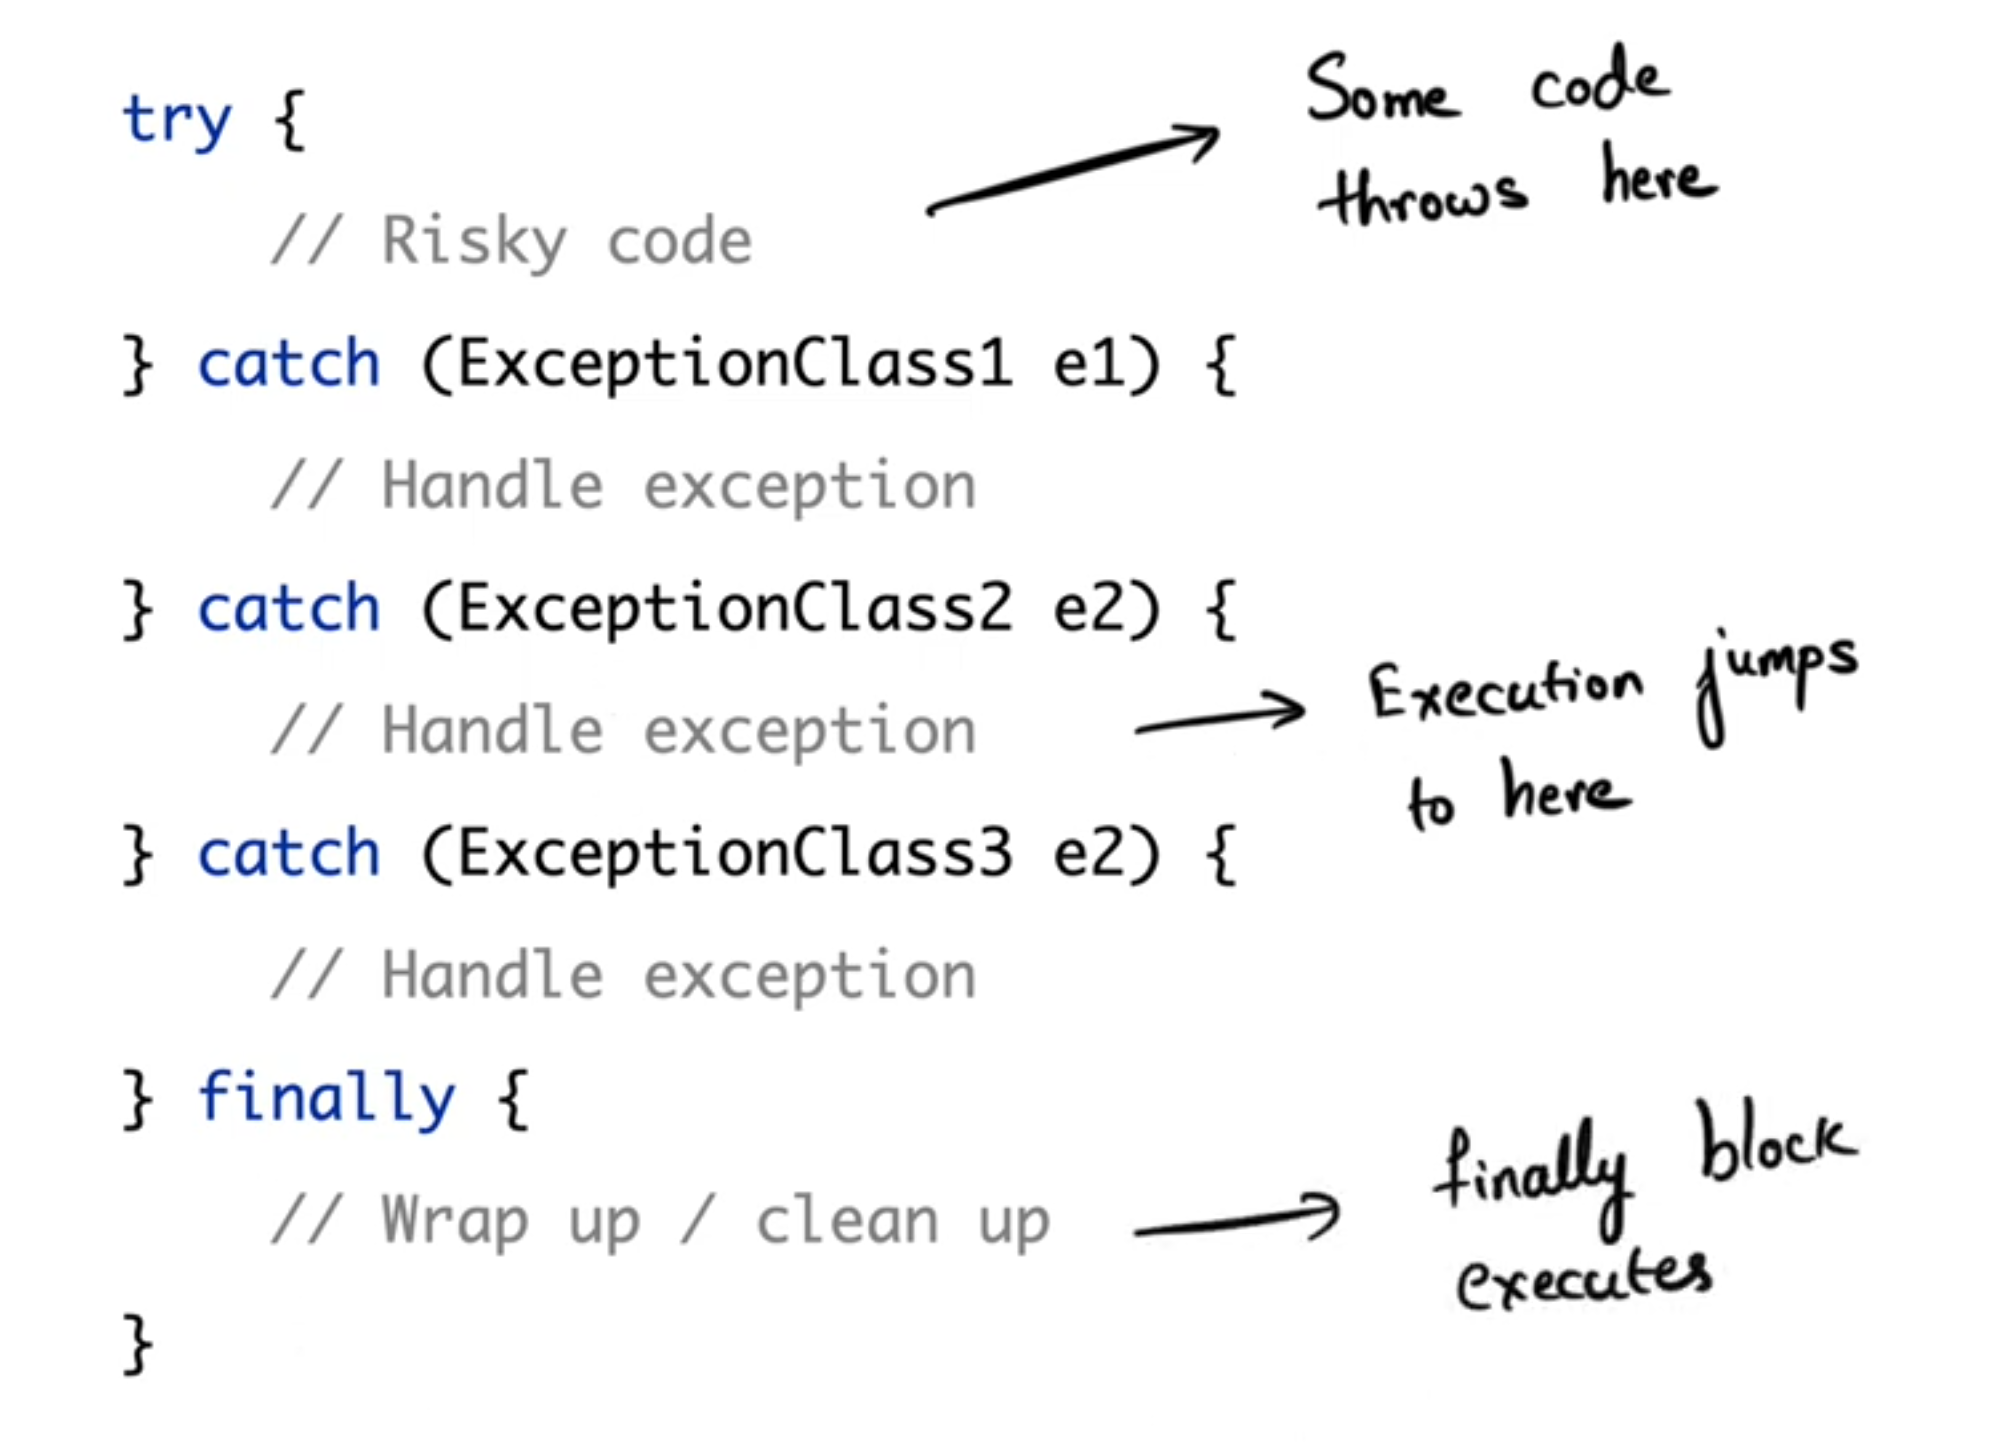 try {
Some code
throws here
// Risky code
} catch (ExceptionClass1 e1) {
// Handle exception
} catch (ExceptionClass2 e2) {
// Handle exception
Execution jumps
to here
} catch (ExceptionClass3 e2) {
// Handle exception
} finally {
// Wrap up / clean up
finally block
executes
}